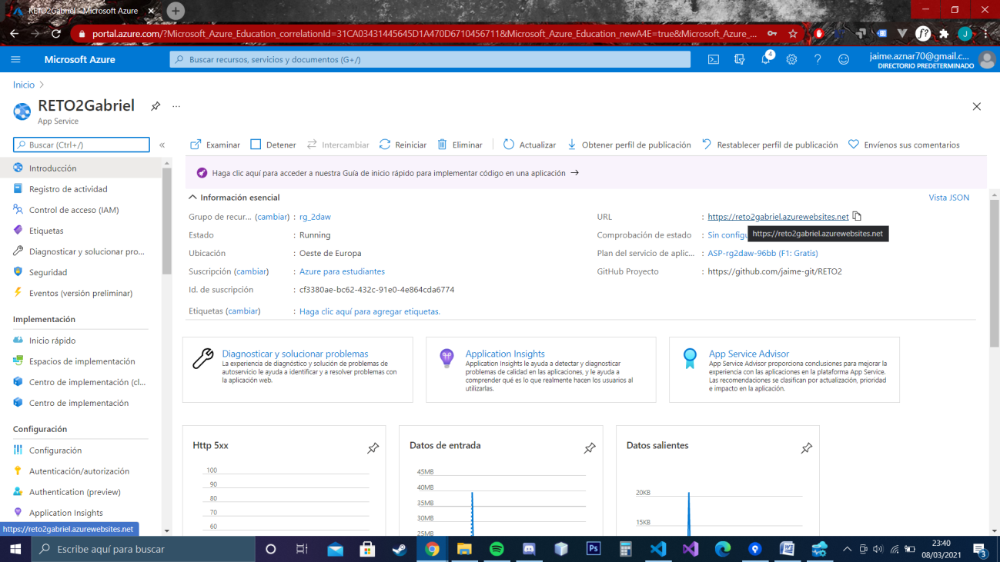 RETO2Gabriel - Microsoft Azure
portal.azure.com/?Microsoft_Azure_Education_correlationId=31CA03431445645D1A470D6710456711&Microsoft_Azure_Education_newA4E=true&Microsoft_Azure_...
Microsoft Azure
Buscar recursos, servicios y documentos (G+/)
4
jaime.aznar70@gmail.c...
DIRECTORIO PREDETERMINADO
Inicio
RETO2Gabriel
App Service
Buscar (Ctrl+/)
Examinar Detener Intercambiar Reiniciar Eliminar Actualizar Obtener perfil de publicación Restablecer perfil de publicación Envíenos sus comentarios
Introducción
Registro de actividad
Control de acceso (IAM)
Etiquetas
Diagnosticar y solucionar pro...
Seguridad
Eventos (versión preliminar)
Implementación
Inicio rápido
Espacios de implementación
Centro de implementación (cl...
Centro de implementación
Configuración
Configuración
Autenticación/autorización
Authentication (preview)
Application Insights
https://reto2gabriel.azurewebsites.net
Haga clic aquí para acceder a nuestra Guía de inicio rápido para implementar código en una aplicación
Información esencial
Vista JSON
Grupo de recur... (cambiar) : rg_2daw
Estado : Running
Ubicación : Oeste de Europa
Suscripción (cambiar) : Azure para estudiantes
Id. de suscripción : cf3380ae-bc62-432c-91e0-4e864cda6774
Etiquetas (cambiar) : Haga clic aquí para agregar etiquetas.
URL : https://reto2gabriel.azurewebsites.net
Comprobación de estado : Sin configu
https://reto2gabriel.azurewebsites.net
Plan del servicio de aplic... : ASP-rg2daw-96bb (F1: Gratis)
GitHub Proyecto : https://github.com/jaime-git/RETO2
Diagnosticar y solucionar problemas
La experiencia de diagnóstico y solución de problemas de
autoservicio le ayuda a identificar y a resolver problemas con
la aplicación web.
Application Insights
Application Insights le ayuda a detectar y diagnosticar
problemas de calidad en las aplicaciones, y le ayuda a
comprender qué es lo que realmente hacen los usuarios al
utilizarlas.
App Service Advisor
App Service Advisor proporciona conclusiones para mejorar la
experiencia con las aplicaciones en la plataforma App Service.
Las recomendaciones se clasifican por actualización, prioridad
e impacto en la aplicación.
Http 5xx
100
90
80
70
60
Datos de entrada
45MB
40MB
35MB
30MB
25MB
Datos salientes
20KB
15KB
Escribe aquí para buscar
23:40
08/03/2021
3